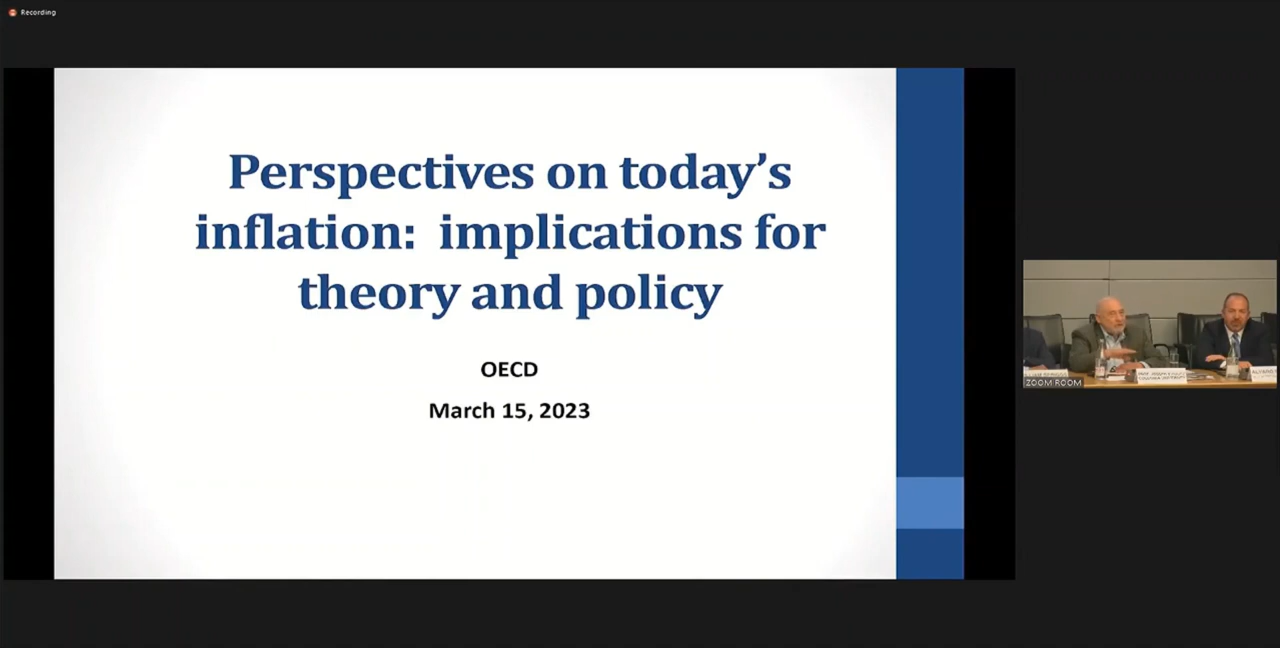 Recording
Perspectives on today's
inflation: implications for
theory and policy
OECD
March 15, 2023
ZOOM ROOM